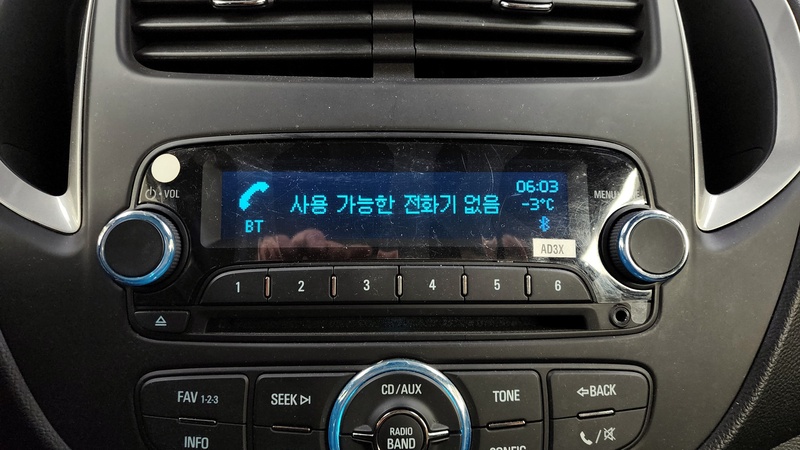 VOL
사용 가능한 전화기 없음
06:03
-3°C
BT
MENU
AD3X
1 2 3 4 5 6
FAV 1-2-3
SEEK
CD/AUX
TONE
BACK
INFO
RADIO
BAND
CONFIG